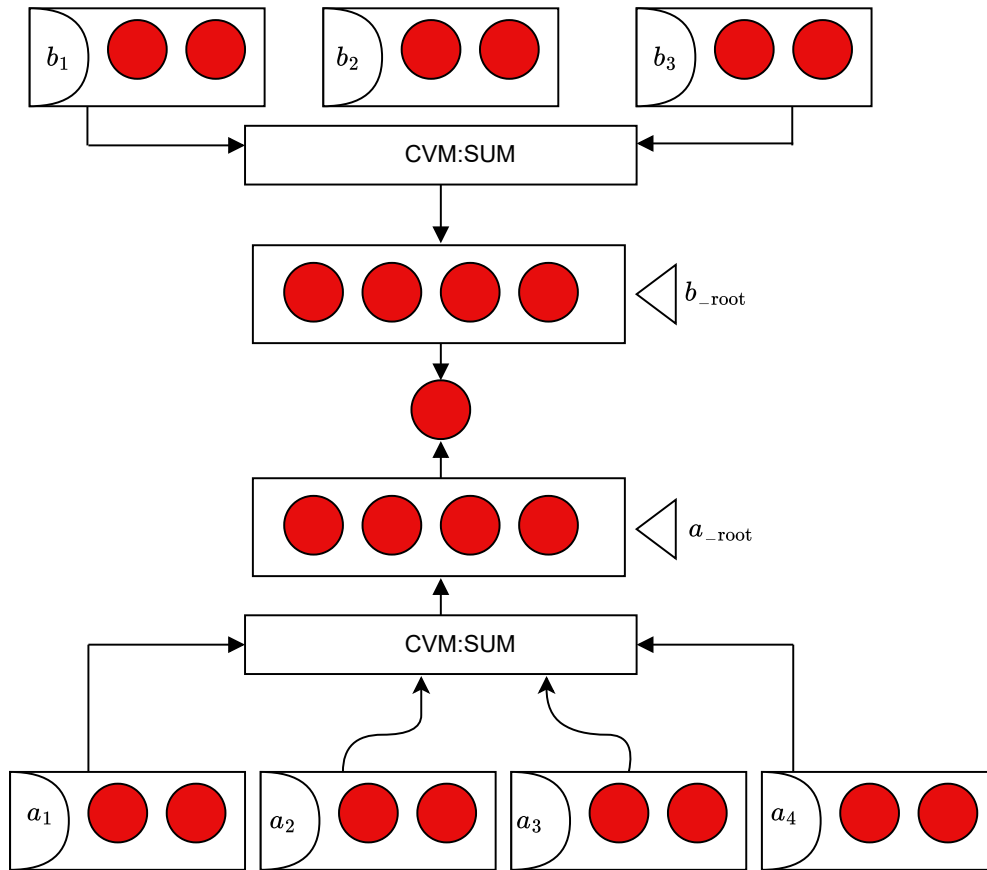 b₁
b₂
b₃
CVM:SUM
b_root
a_root
CVM:SUM
a₁
a₂
a₃
a₄